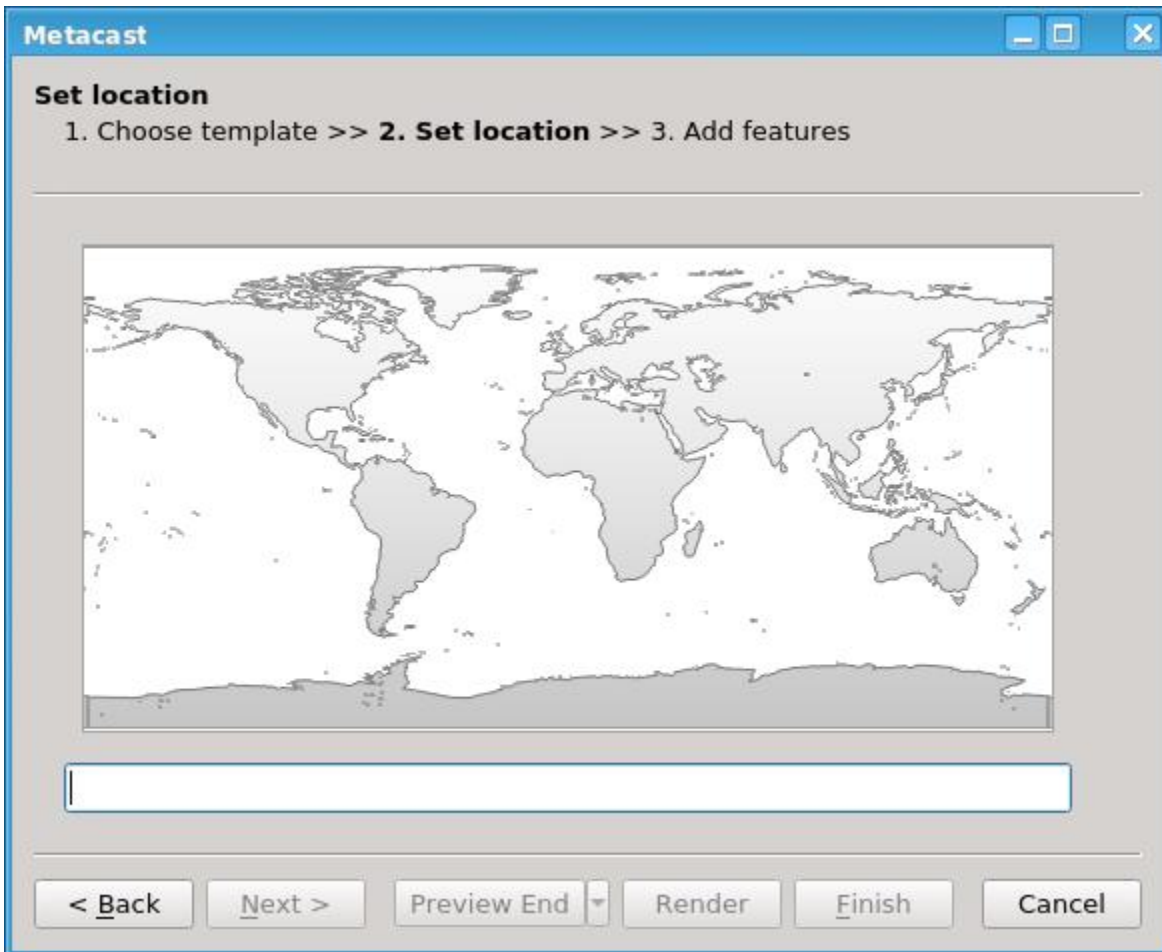 Metacast
Set location
1. Choose template >> 2. Set location >> 3. Add features
< Back Next > Preview End Render Finish Cancel